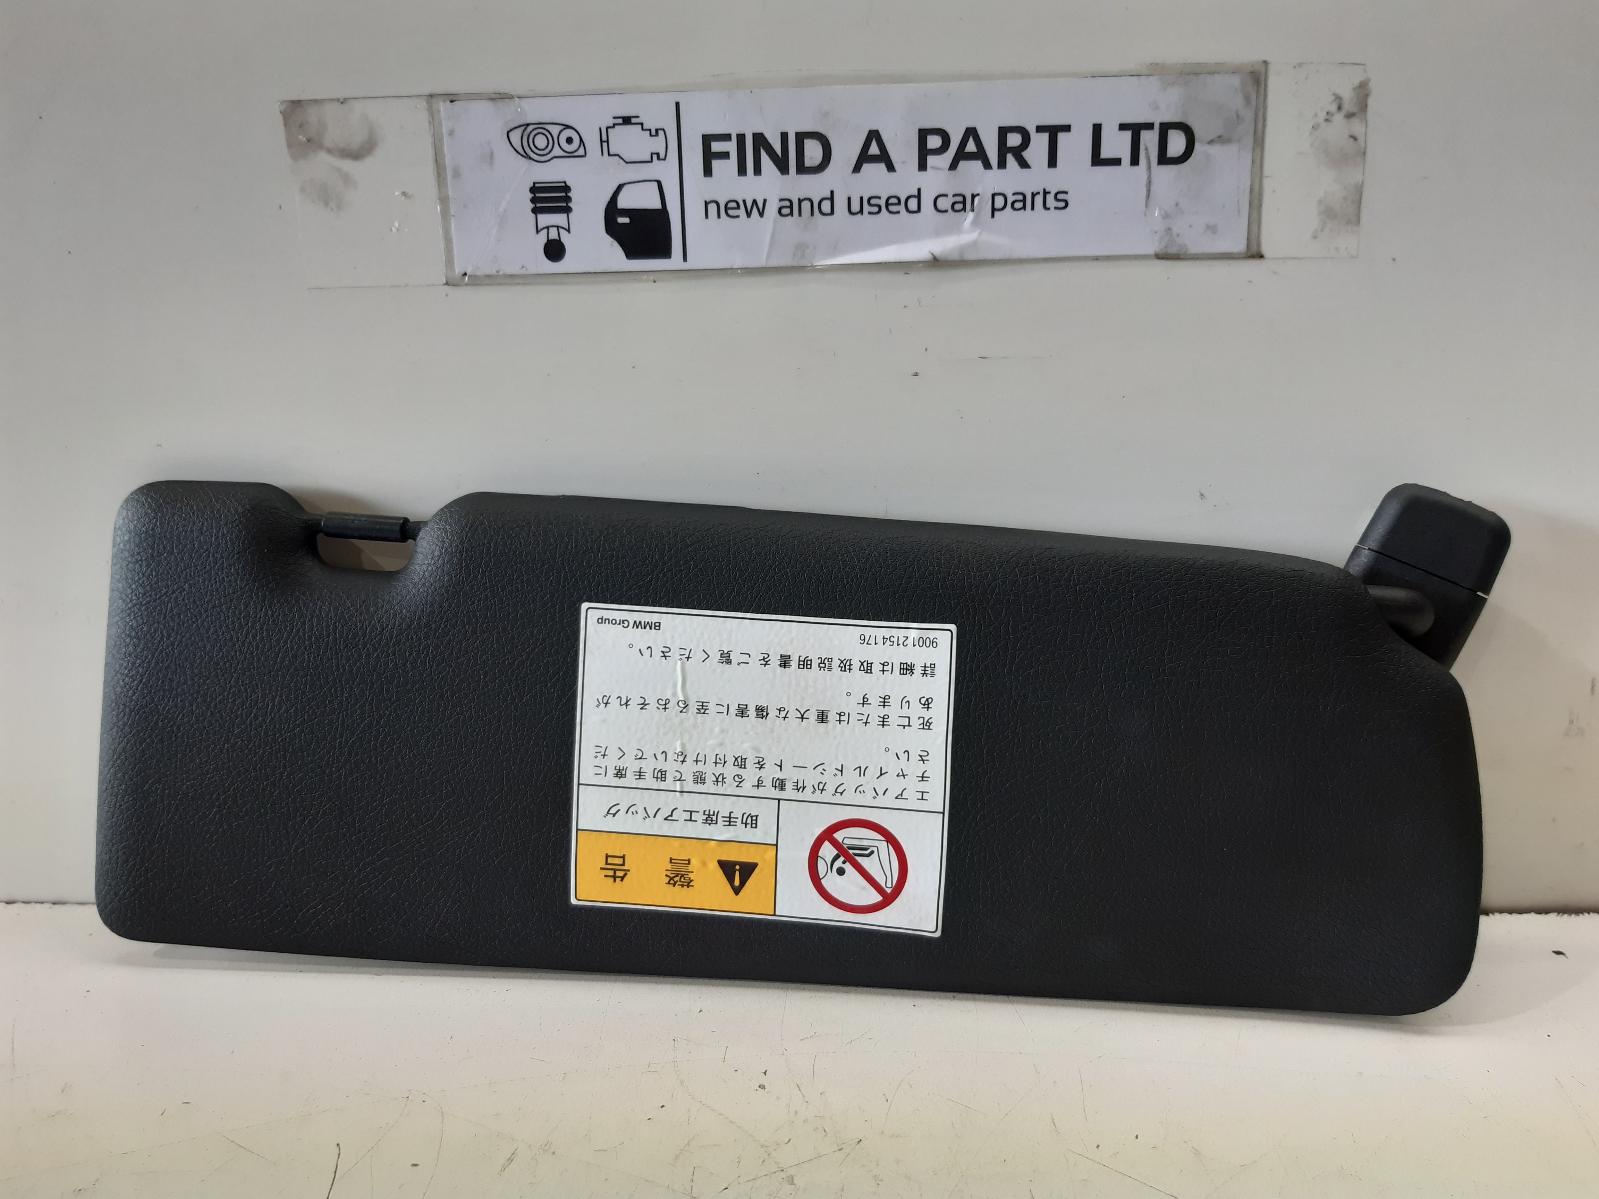 FIND A PART LTD
new and used car parts
警告
助手席エアバッグ
エアバッグが作動する状態で助手席に
チャイルドシートを取付けないでくだ
さい。
死亡または重大な傷害に至るおそれが
あります。
詳細は取扱説明書をご覧ください。
9001 2154176
BMW Group